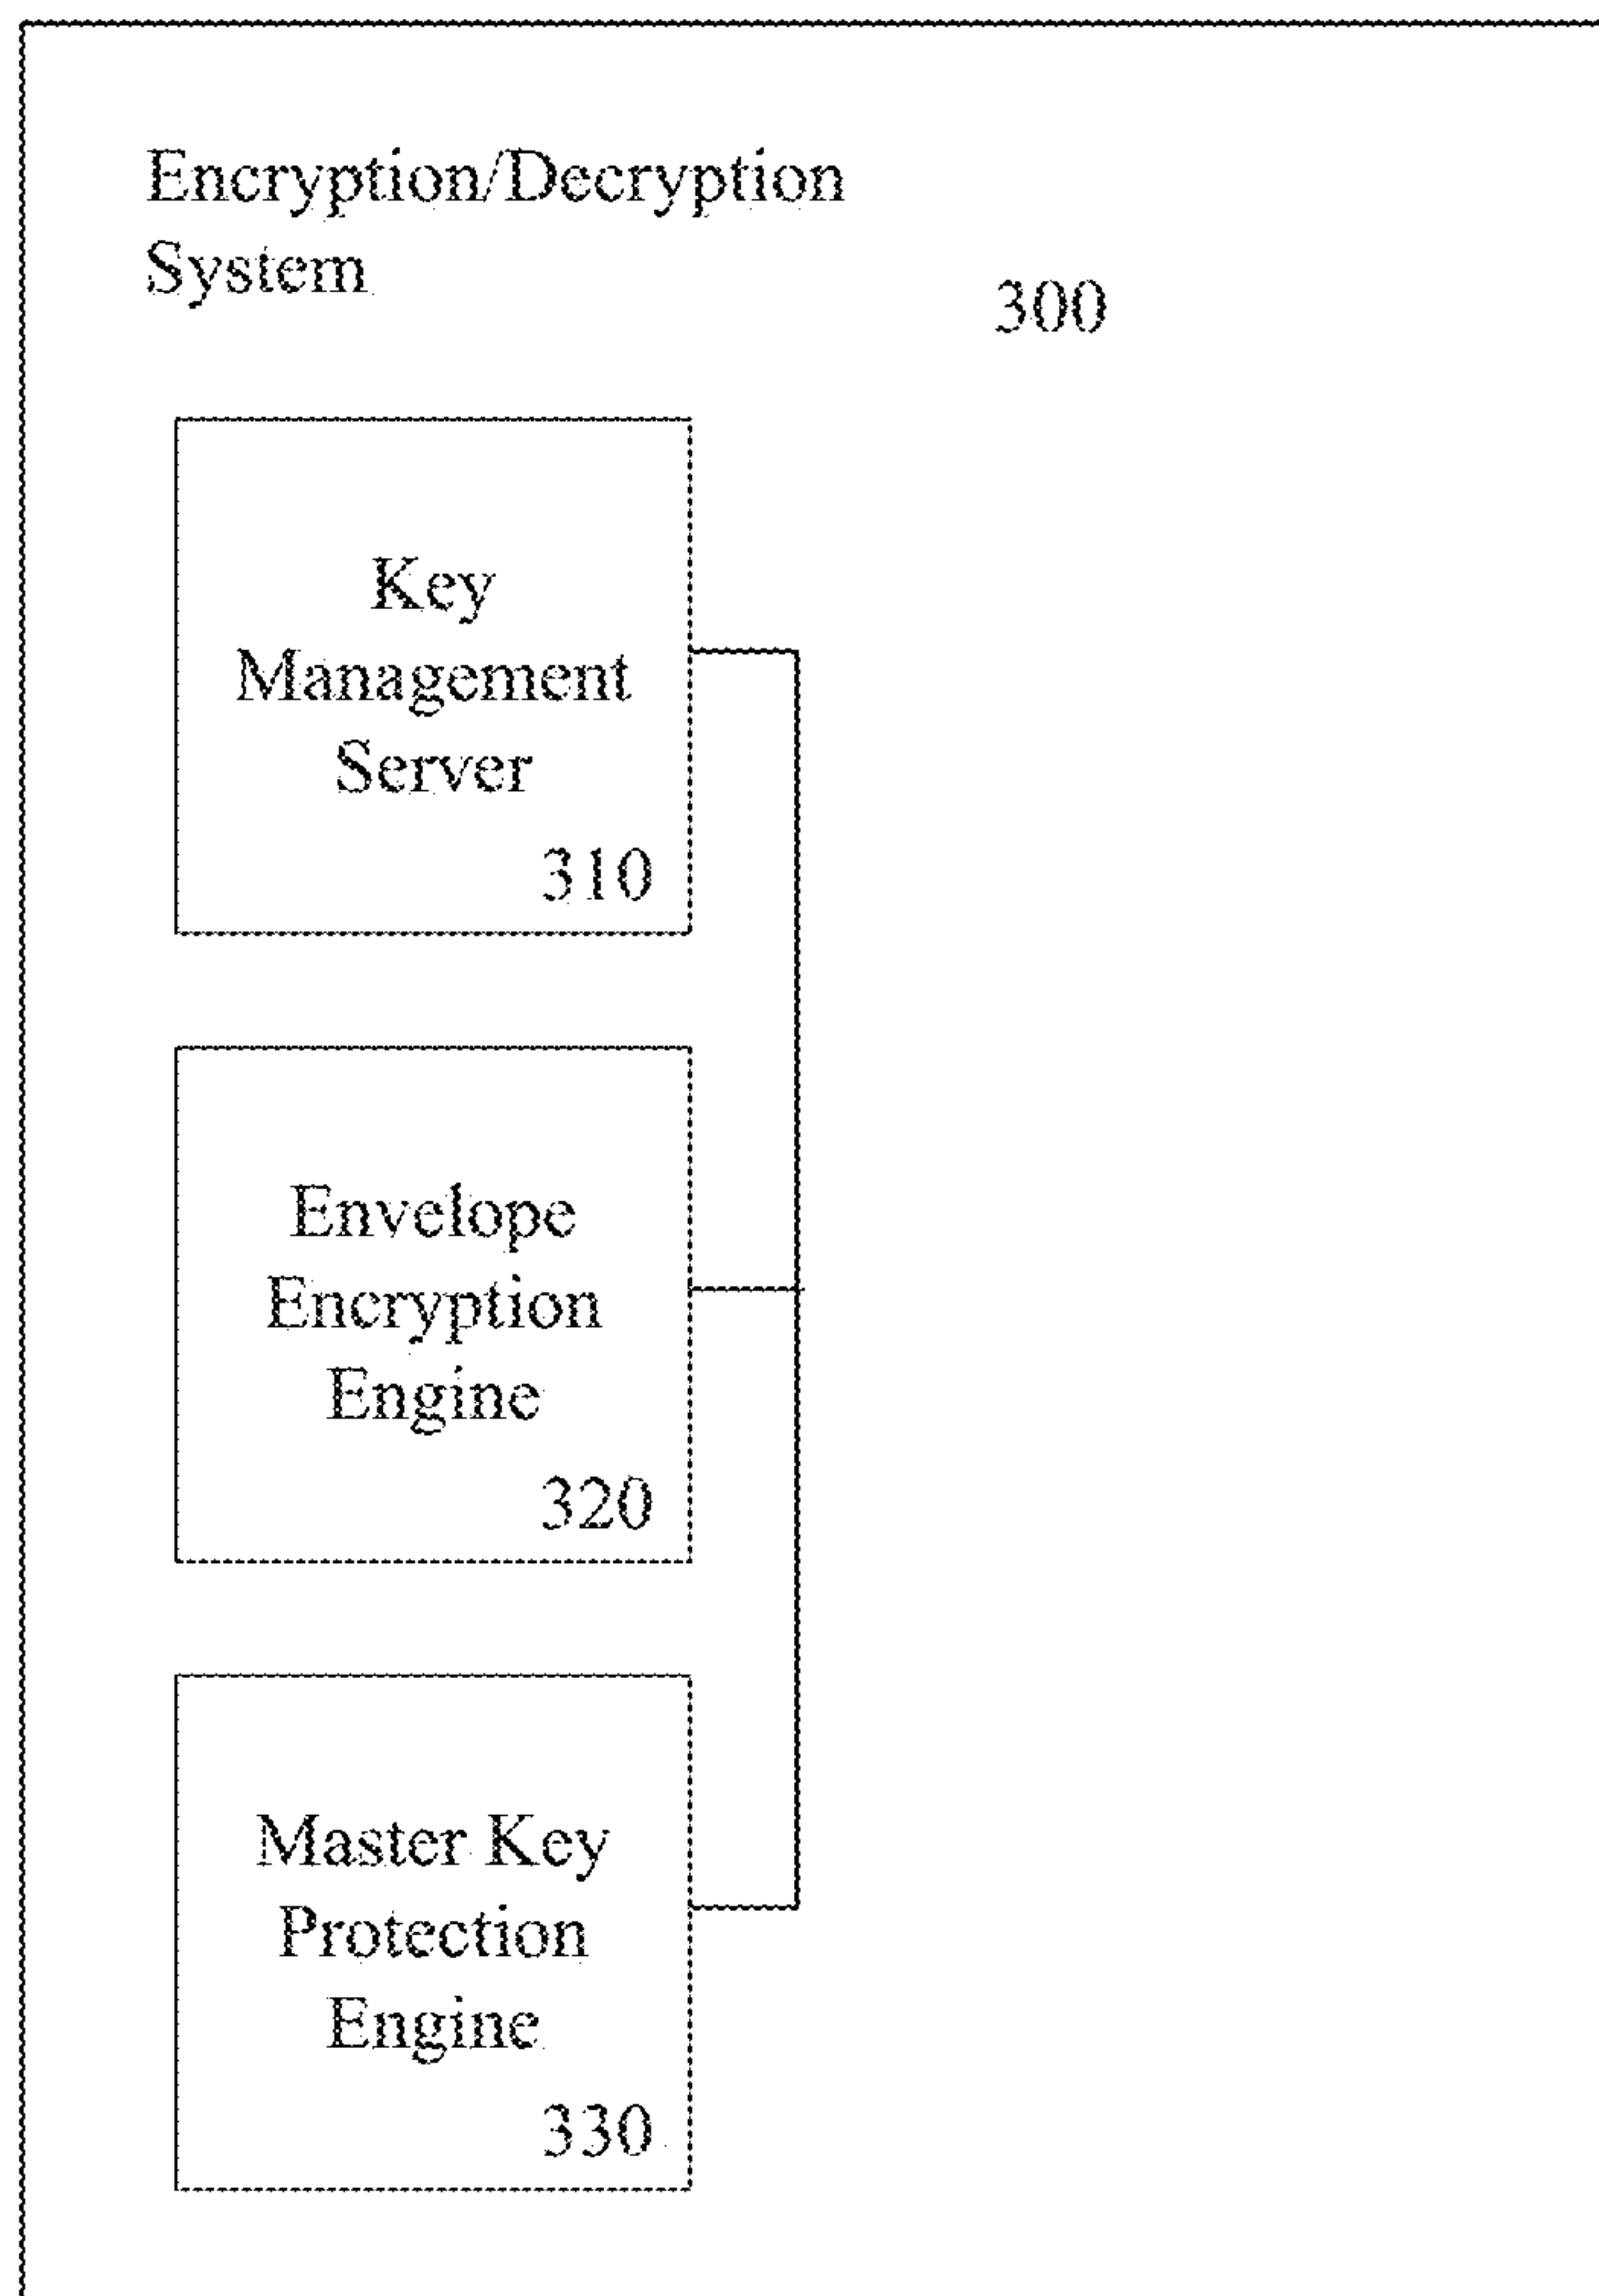 Encryption/Decryption
System
300
Key
Management
Server
310
Envelope
Encryption
Engine
320
Master Key
Protection
Engine
330